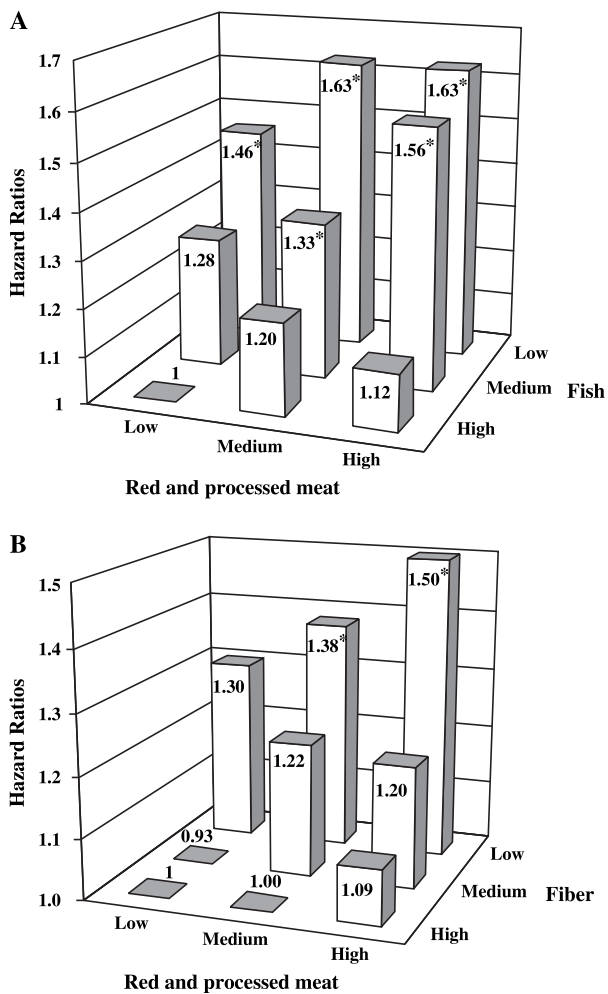 A
1.7
1.63*
1.63*
1.6
1.46*
1.56*
1.5
1.4
1.33*
1.28
1.3
1.20
1.2
1.12
1.1
1
1
Hazard Ratios
Low
Medium
High
Low
Medium
High
Fish
Red and processed meat
B
1.5
1.50*
1.4
1.38*
1.30
1.3
1.22
1.20
1.2
0.93
1.1
1
1.00
1.09
1.0
Hazard Ratios
Low
Medium
High
Low
Medium
High
Fiber
Red and processed meat